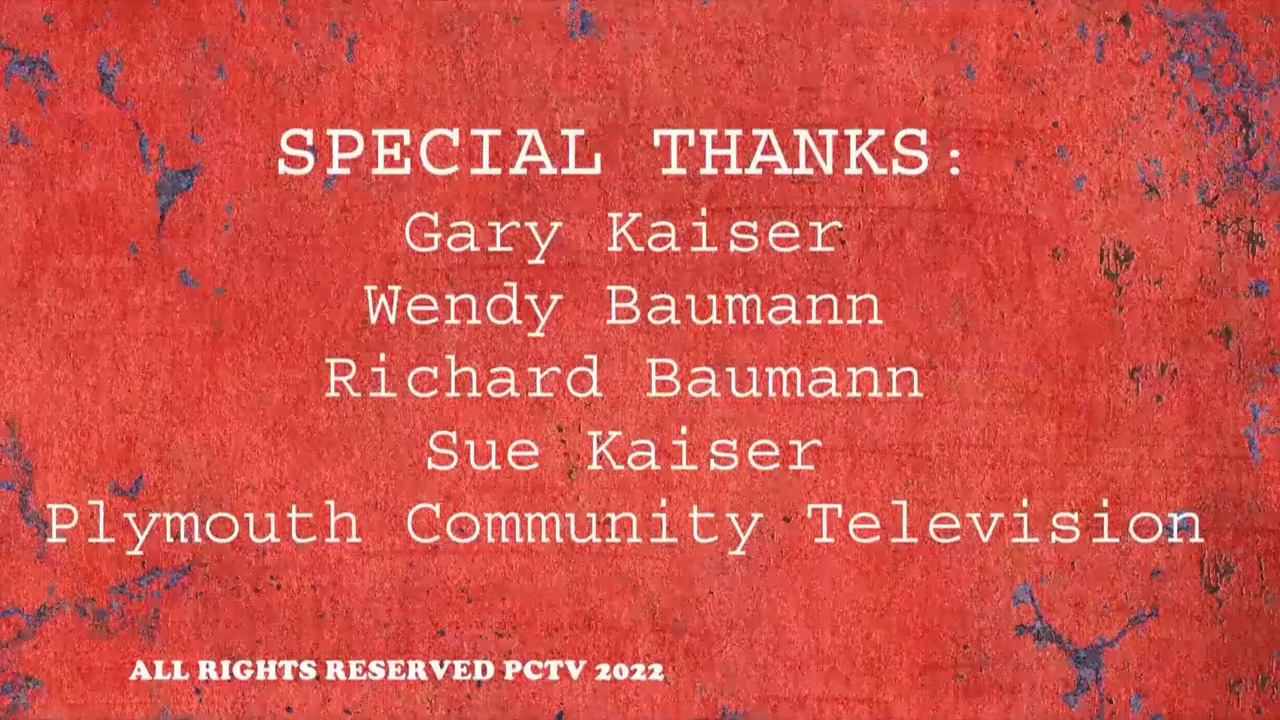 SPECIAL THANKS:
Gary Kaiser
Wendy Baumann
Richard Baumann
Sue Kaiser
Plymouth Community Television
ALL RIGHTS RESERVED PCTV 2022